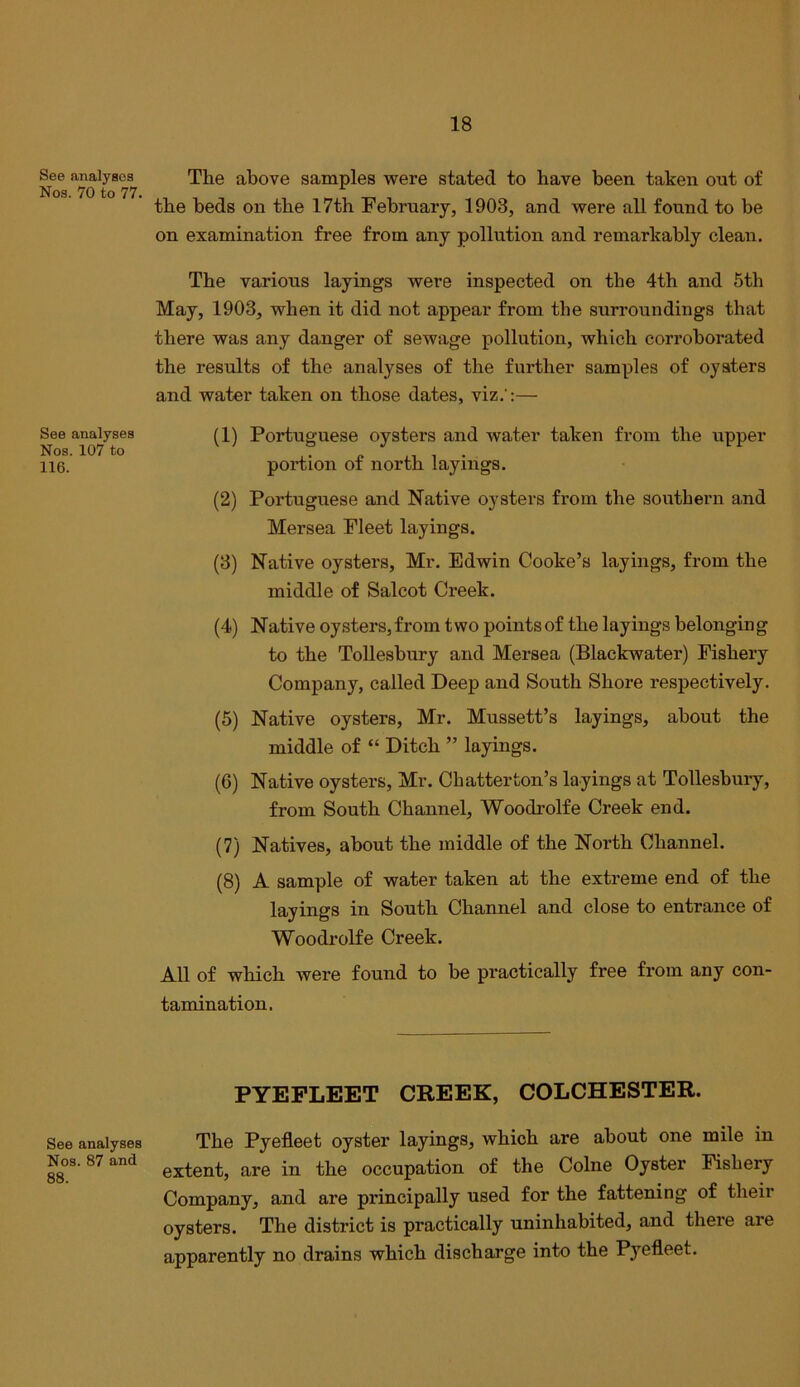 18
See analyses
Nos. 70 to 77.
The above samples were stated to have been taken out of
the beds on the 17th February, 1903, and were all found to be
on examination free from any pollution and remarkably clean.
The various layings were inspected on the 4th and 5th
May, 1903, when it did not appear from the surroundings that
there was any danger of sewage pollution, which corroborated
the results of the analyses of the further samples of oysters
and water taken on those dates, viz.:—
See analyses
Nos. 107 to
116.
(1) Portuguese oysters and water taken from the upper
portion of north layings.
(2) Portuguese and Native oysters from the southern and
Mersea Fleet layings.
(3) Native oysters, Mr. Edwin Cooke’s layings, from the
middle of Salcot Creek.
(4) Native oysters, from two points of the layings belonging
to the Tollesbury and Mersea (Blackwater) Fishery
Company, called Deep and South Shore respectively.
(5) Native oysters, Mr. Mussett’s layings, about the
middle of “ Ditch ” layings.
(6) Native oysters, Mr. Chatterton’s layings at Tollesbury,
from South Channel, Woodrolfe Creek end.
(7) Natives, about the middle of the North Channel.
(8) A sample of water taken at the extreme end of the
layings in South Channel and close to entrance of
Woodrolfe Creek.
All of which were found to be practically free from any con-
tamination.
PYEFLEET CREEK, COLCHESTER.
See analyses
Nos. 87 and
88.
The Pyefleet oyster layings, which are about one mile in
extent, are in the occupation of the Colne Oyster Fishery
Company, and are principally used for the fattening of their
oysters. The district is practically uninhabited, and there are
apparently no drains which discharge into the Pyefleet.